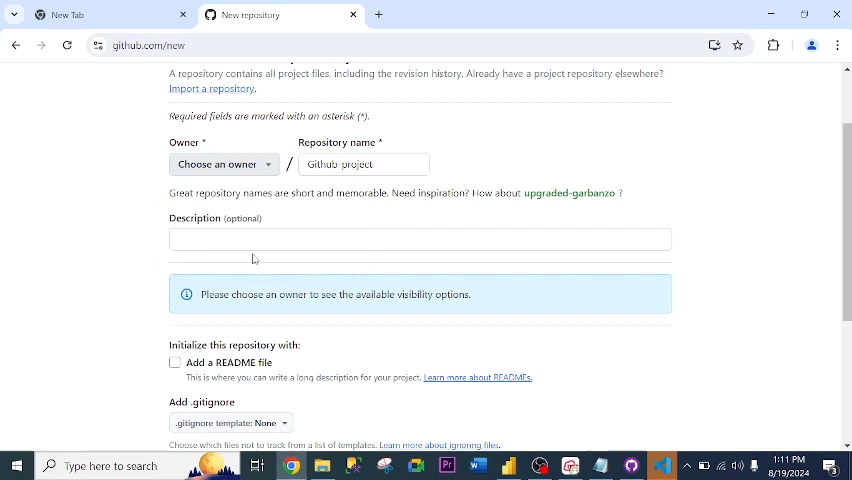 New Tab
New repository
github.com/new
A repository contains all project files, including the revision history. Already have a project repository elsewhere?
Import a repository.
Required fields are marked with an asterisk (*).
Owner * Repository name *
Choose an owner / Github-project
Great repository names are short and memorable. Need inspiration? How about upgraded-garbanzo ?
Description (optional)
Please choose an owner to see the available visibility options.
Initialize this repository with:
Add a README file
This is where you can write a long description for your project. Learn more about READMEs.
Add .gitignore
.gitignore template: None
Choose which files not to track from a list of templates. Learn more about ignoring files.
Type here to search
1:11 PM
8/19/2024
3